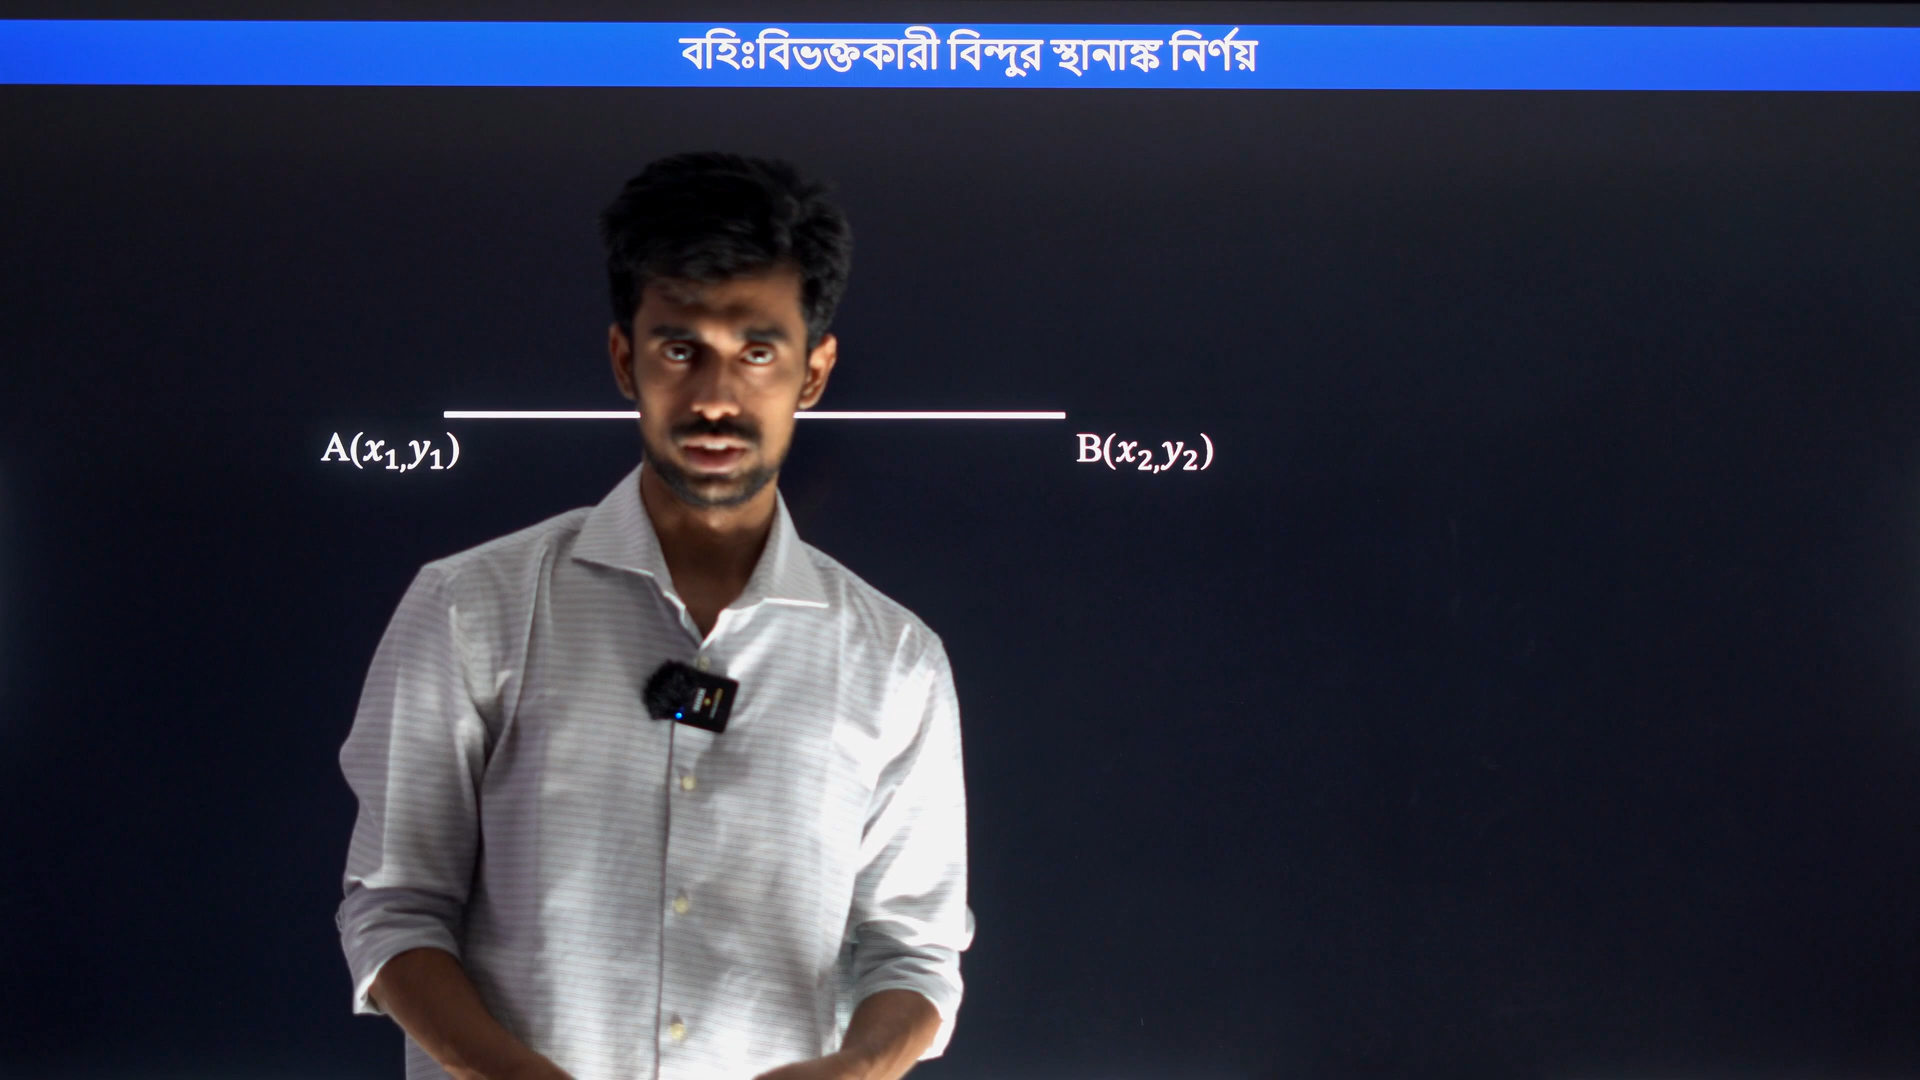 বহিঃবিভক্তকারী বিন্দুর স্থানাঙ্ক নির্ণয়
A(x₁,y₁) B(x₂,y₂)